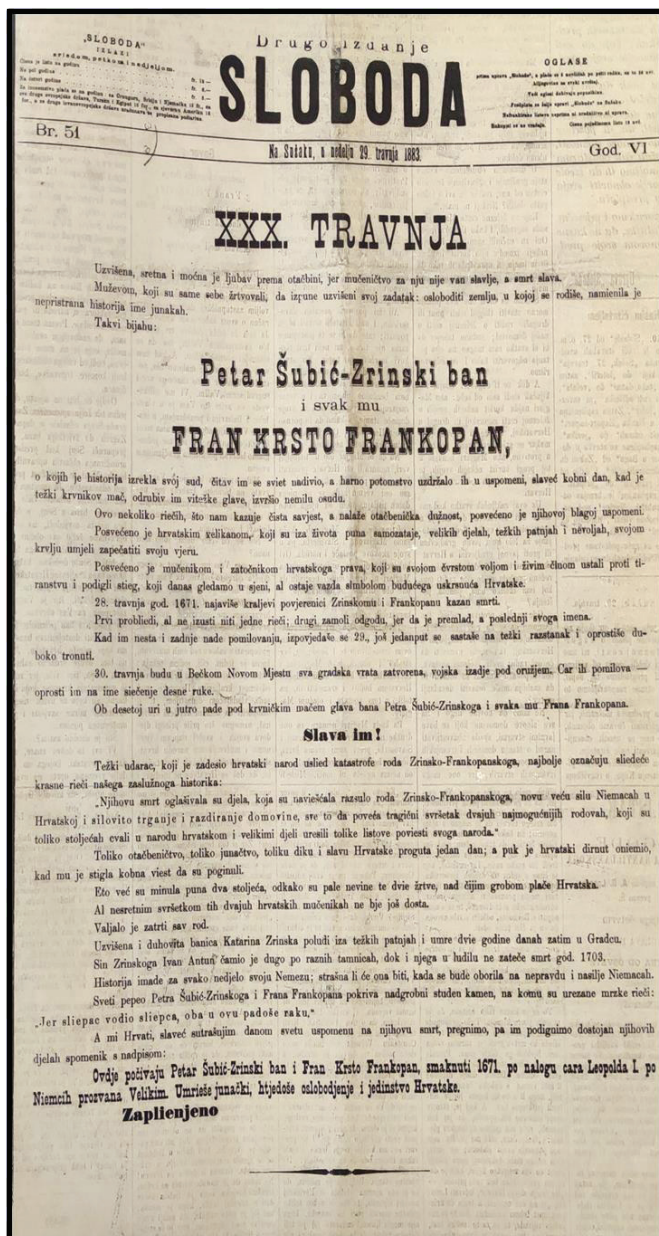 „SLOBODA“
IZLAZI
sriedom, petkom i nedjeljom.
Na pol godine
Drugo izdanje
SLOBODA
OGLASE
Br. 51
Na Sušaku, u nedelju 29. travnja 1883.
God. VI
XXX. TRAVNJA
Uzvišena, sretna i moćna je ljubav prema otačbini, jer mučeničtvo za nju nije van slavlje, a smrt slava.
Muževom, koji su same sebe žrtvovali, da izpune uzvišeni svoj zadatak: osloboditi zemlju, u kojoj se rodiše, namienila je
nepristrana historija ime junakah.
Takvi bijahu:
Petar Šubić-Zrinski ban
i svak mu
FRAN KRSTO FRANKOPAN,
o kojih je historija izrekla svój sud, čitav im se sviet nadivio, a harno potomstvo uzdržalo ih u uspomeni, slaveć kobni dan, kad je
težki krvnikov mač, odrubiv im viteške glave, izvršio nemilu osudu.
Ovo nekoliko riečih, što nam kazuje čista savjest, a nalaže otačbenička dužnost, posvećeno je njihovoj blagoj uspomeni.
Posvećeno je hrvatskim velikanom, koji su iza života puna samozataje, velikih djelah, težkih patnjah i nevoljah, svojom
krvlju umjeli zapečatiti svoju vjeru.
Posvećeno je mučenikom i zatočnikom hrvatskoga prava, koji su svojom čvrstom voljom i živim činom ustali proti ti-
ranstvu i podigli stieg, koji danas gledamo u sjeni, al ostaje vazda simbolom budućega uskrsnuća Hrvatske.
28. travnja god. 1671. najaviše kraljevi povjerenici Zrinskomu i Frankopanu kazan smrti.
Prvi probliedi, al ne izusti niti jedne rieči; drugi zamoli odgodu, jer da je premlad, a posljednji svoga imena.
Kad im nesta i zadnje nade pomilovanju, izpovjedaše se 29., još jedanput se sastaše na težki razstanak i oprostiše du-
boko tronuti.
30. travnja budu u Bečkom Novom Mjestu sva gradska vrata zatvorena, vojska izadje pod oružjem. Car ih pomilova —
oprosti im na ime siečenje desne ruke.
Ob desetoj uri u jutro pade pod krvničkim mačem glava bana Petra Šubić-Zrinskoga i svaka mu Frana Frankopana.
Slava im!
Težki udarac, koji je zadesio hrvatski narod uslied katastrofe roda Zrinsko-Frankopanskoga, najbolje označuju sliedeće
krasne rieči našega zaslužnoga historika:
„Njihovu smrt oglašivala su djela, koja su naviešćala razsulo roda Zrinsko-Frankopanskoga, novu veću silu Niemacah u
Hrvatskoj i silovito trganje i razdiranje domovine, sve to da poveća tragični svršetak dvajuh najmogućnijih rodovah, koji su
toliko stoljećah cvali u narodu hrvatskom i velikimi djeli uresili tolike listove poviesti svoga naroda.“
Toliko otačbeničtvo, toliko junačtvo, toliku diku i slavu Hrvatske proguta jedan dan; a puk je hrvatski dirnut oniemio,
kad mu je stigla kobna viest da su poginuli.
Eto već su minula puna dva stoljeća, odkako su pale nevine te dvie žrtve, nad čijim grobom plače Hrvatska.
Al nesretnim svršetkom tih dvajuh hrvatskih mučenikah ne bje još dosta.
Valjalo je zatrti sav rod.
Uzvišena i duhovita banica Katarina Zrinska poludi iza težkih patnjah i umre dvie godine danah zatim u Gradcu.
Sin Zrinskoga Ivan Antun čamio je dugo po raznih tamnicah, dok i njega u ludilu ne zateče smrt god. 1703.
Historija imade za svako nedjelo svoju Nemezu; strašna li će ona biti, kada se bude oborila na nepravdu i nasilje Niemacah.
Sveti pepeo Petra Šubić-Zrinskoga i Frana Frankopana pokriva nadgrobni studen kamen, na komu su urezane mrzke rieči:
„Jer sliepac vodio sliepca, oba u ovu padoše raku.“
A mi Hrvati, slaveć sutrašujim danom svetu uspomenu na njihovu smrt, pregnimo, pa im podignimo dostojan njihovih
djelah spomenik s nadpisom:
Ovdje počivaju Petar Šubić-Zrinski ban i Fran Krsto Frankopan, smaknuti 1671. po nalogu cara Leopolda I. po
Niemcih prozvana Velikim. Umrieše junački, htjedoše oslobodjenje i jedinstvo Hrvatske.
Zaplienjeno